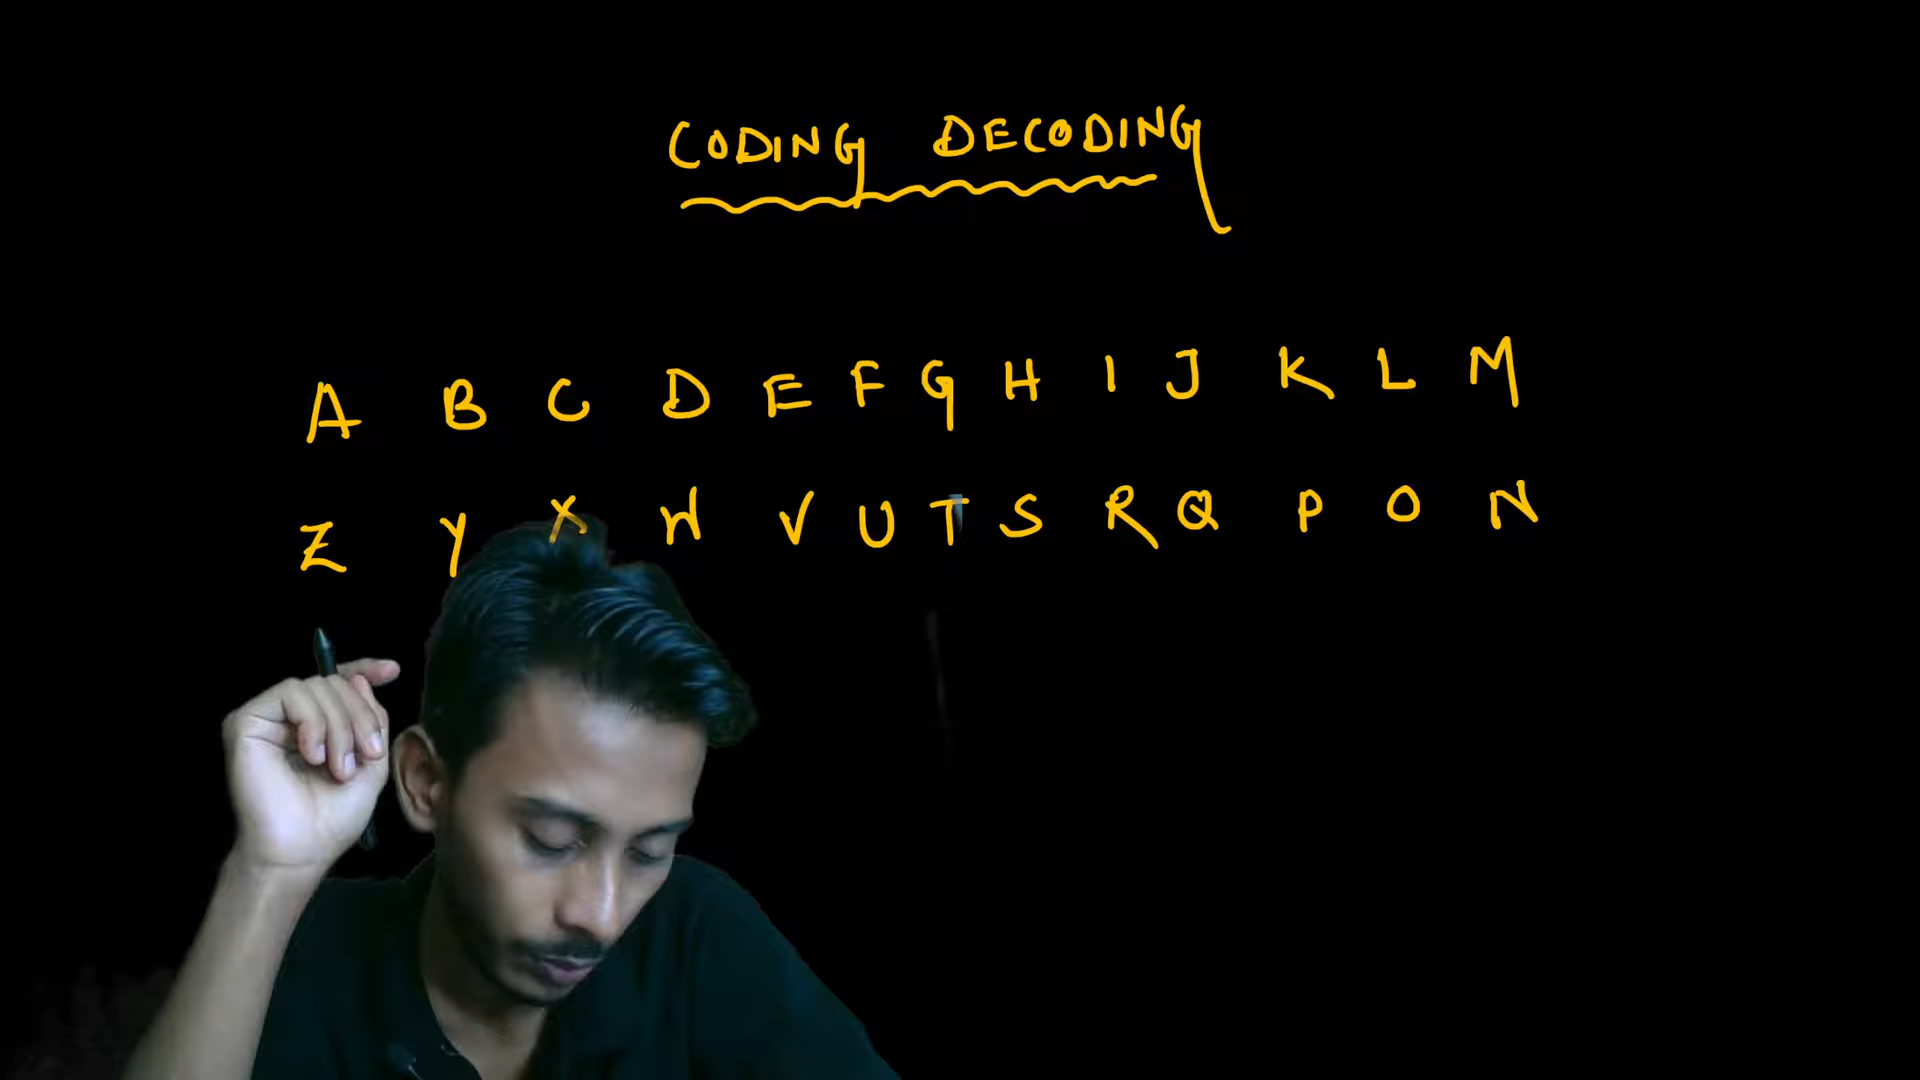 CODING DECODING
A B C D E F G H I J K L M
Z Y X W V U T S R Q P O N